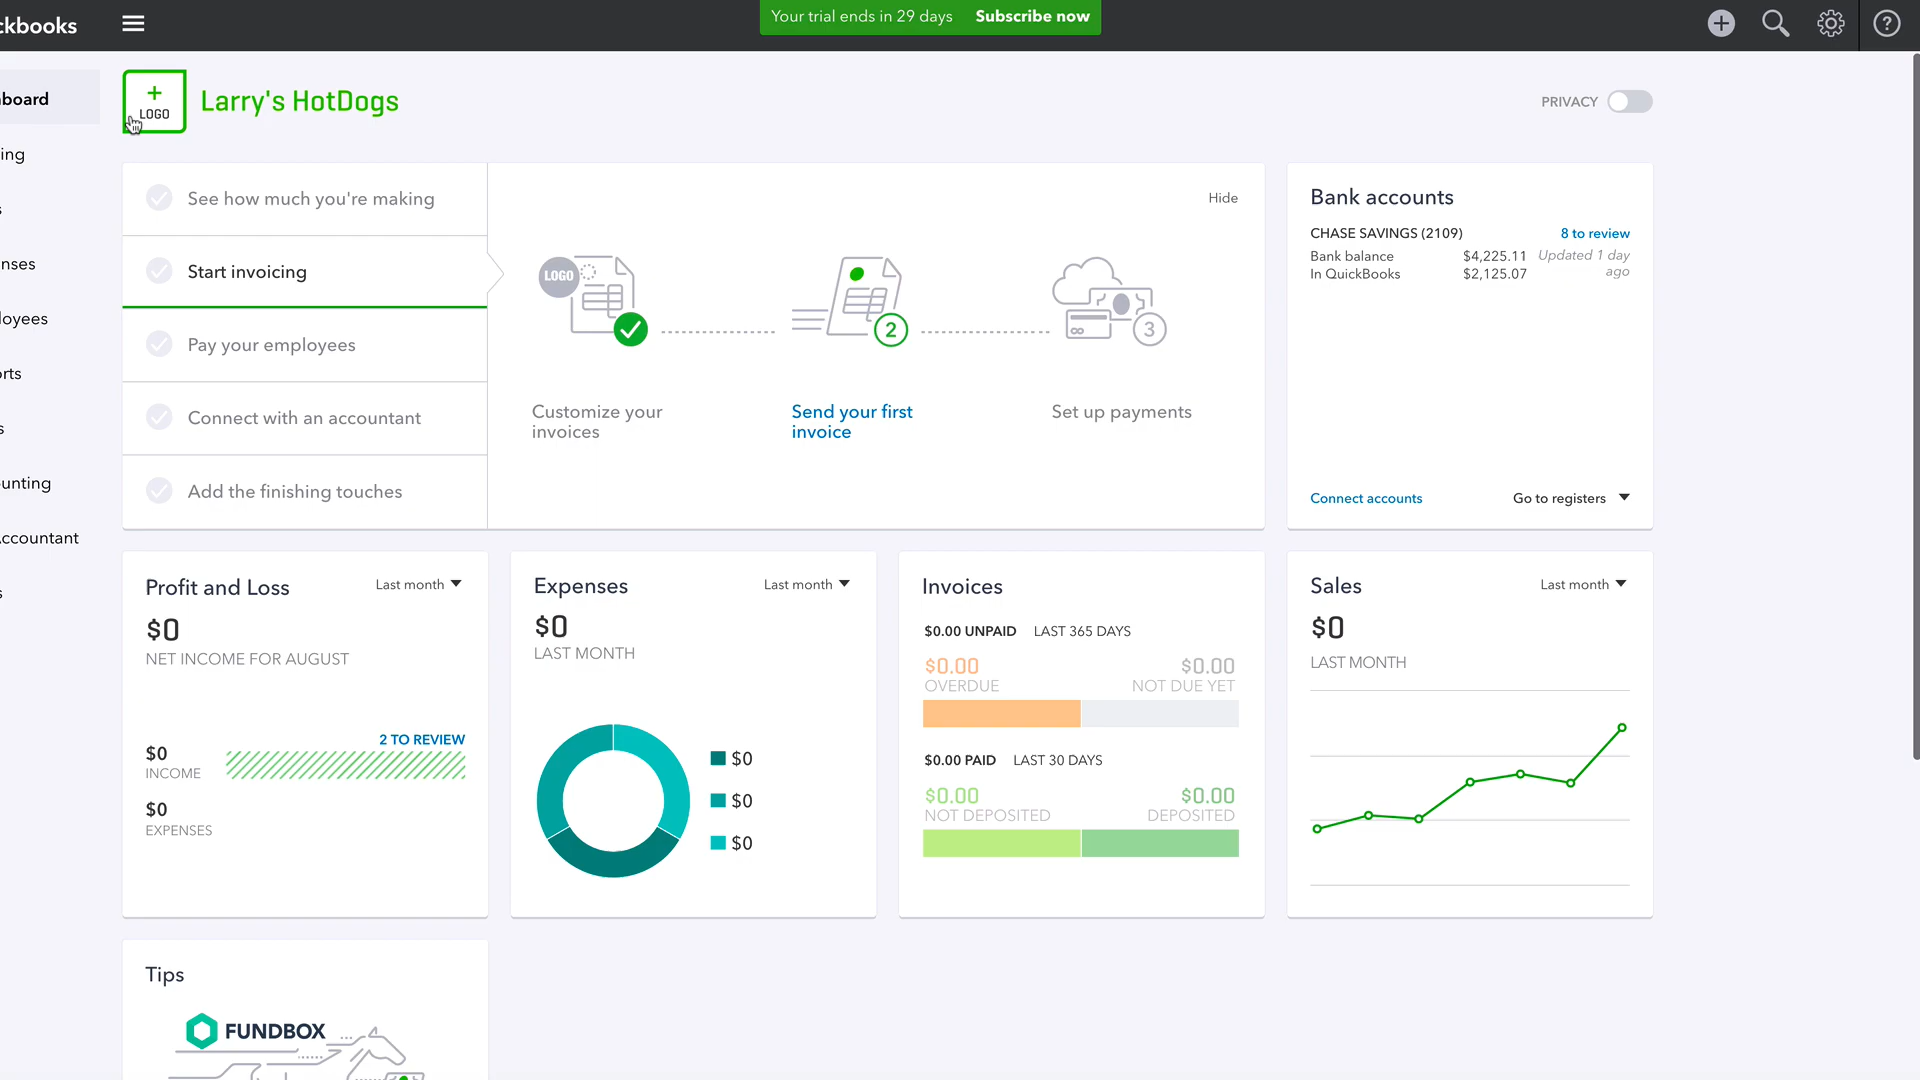 ckbooks
Your trial ends in 29 days Subscribe now
board
ing
s
nses
loyees
orts
s
unting
ccountant
s
+
LOGO
Larry's HotDogs
PRIVACY
See how much you're making
Start invoicing
Pay your employees
Connect with an accountant
Add the finishing touches
Hide
LOGO
2
3
Customize your
invoices
Send your first
invoice
Set up payments
Bank accounts
CHASE SAVINGS (2109) 8 to review
Bank balance $4,225.11 Updated 1 day
In QuickBooks $2,125.07 ago
Connect accounts Go to registers
Profit and Loss Last month
$0
NET INCOME FOR AUGUST
2 TO REVIEW
$0
INCOME
$0
EXPENSES
Expenses Last month
$0
LAST MONTH
$0
$0
$0
Invoices
$0.00 UNPAID LAST 365 DAYS
$0.00 $0.00
OVERDUE NOT DUE YET
$0.00 PAID LAST 30 DAYS
$0.00 $0.00
NOT DEPOSITED DEPOSITED
Sales Last month
$0
LAST MONTH
Tips
FUNDBOX